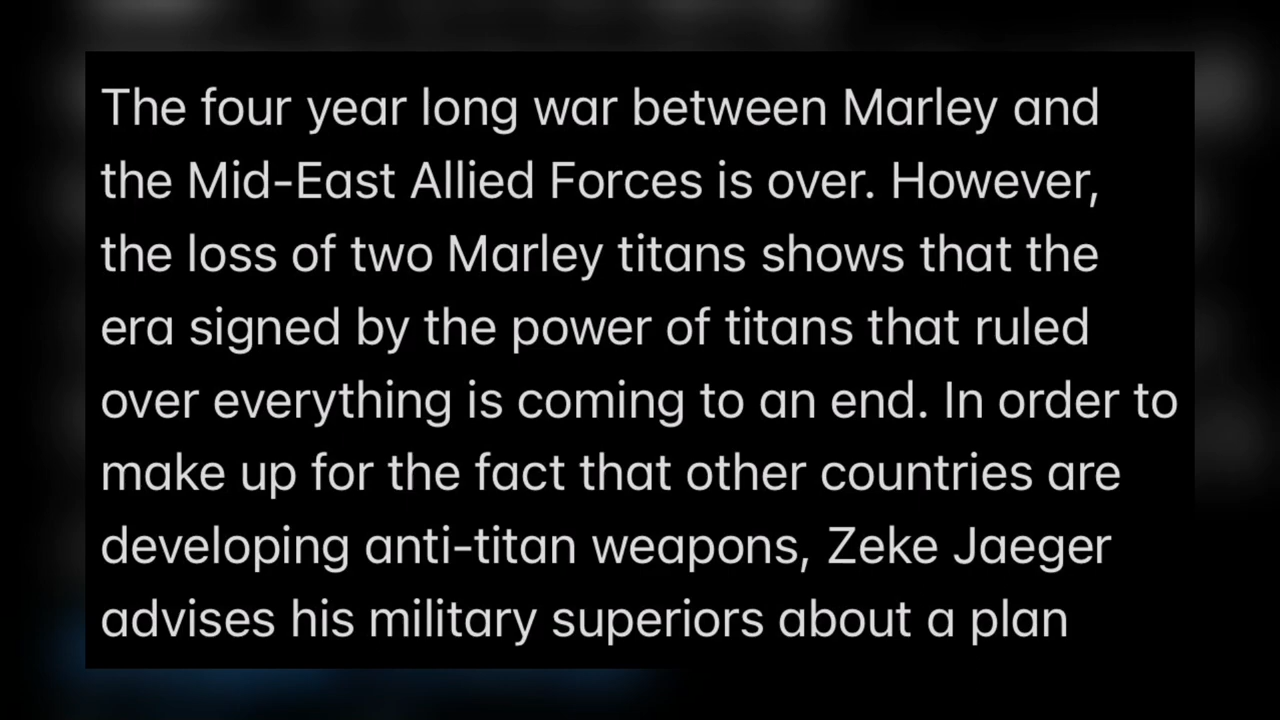 The four year long war between Marley and
the Mid-East Allied Forces is over. However,
the loss of two Marley titans shows that the
era signed by the power of titans that ruled
over everything is coming to an end. In order to
make up for the fact that other countries are
developing anti-titan weapons, Zeke Jaeger
advises his military superiors about a plan